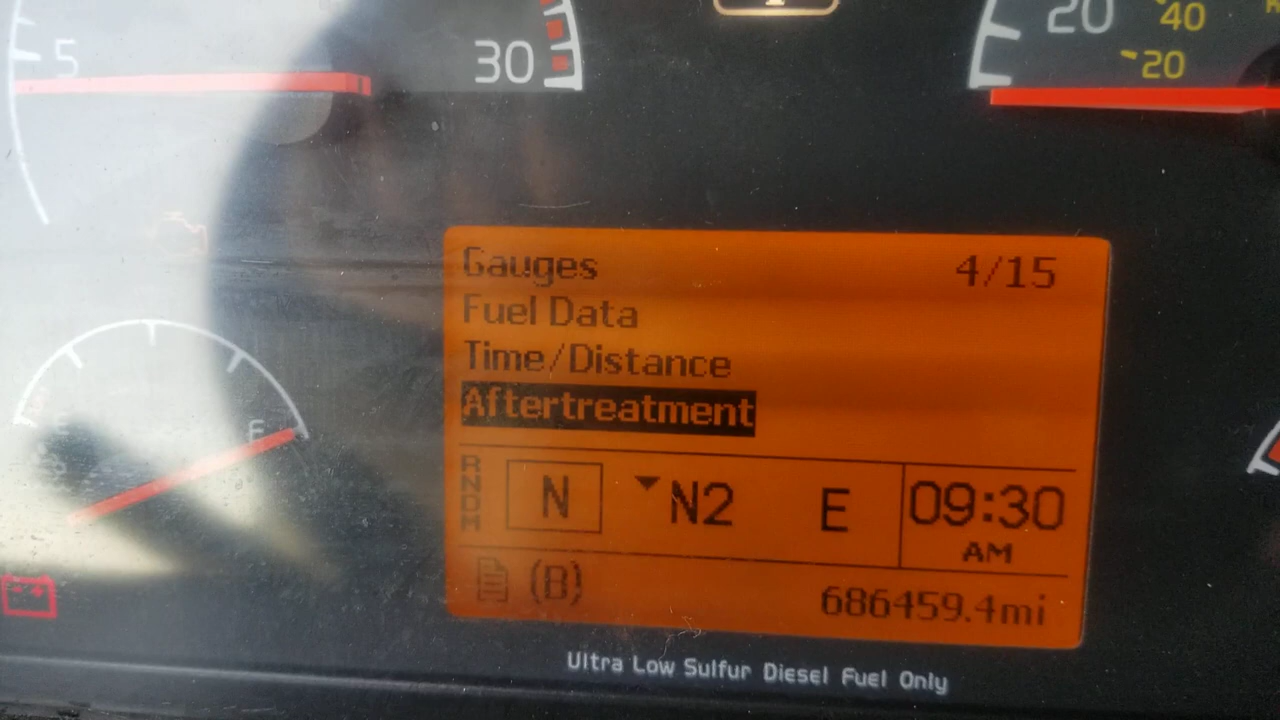 5
30
20
40
20
Gauges 4/15
Fuel Data
Time/Distance
Aftertreatment
F
RNDM N N2 E 09:30
AM
(B) 686459.4mi
Ultra Low Sulfur Diesel Fuel Only